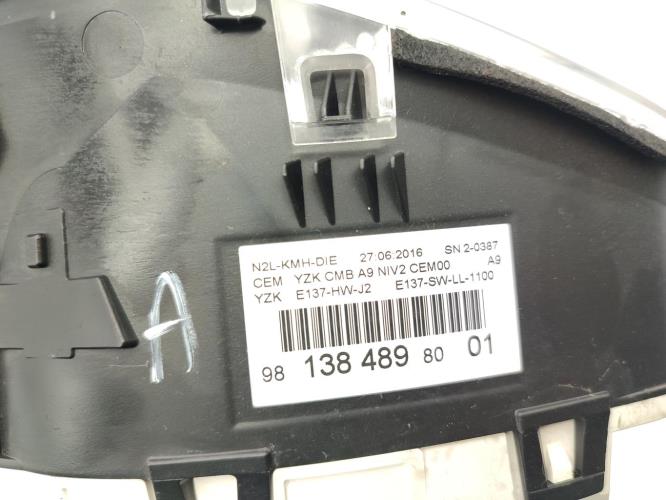 N2L-KMH-DIE 27:06:2016 SN 2-0387
CEM YZK CMB A9 NIV2 CEM00 A9
YZK E137-HW-J2 E137-SW-LL-1100
98 138 489 80 01
A